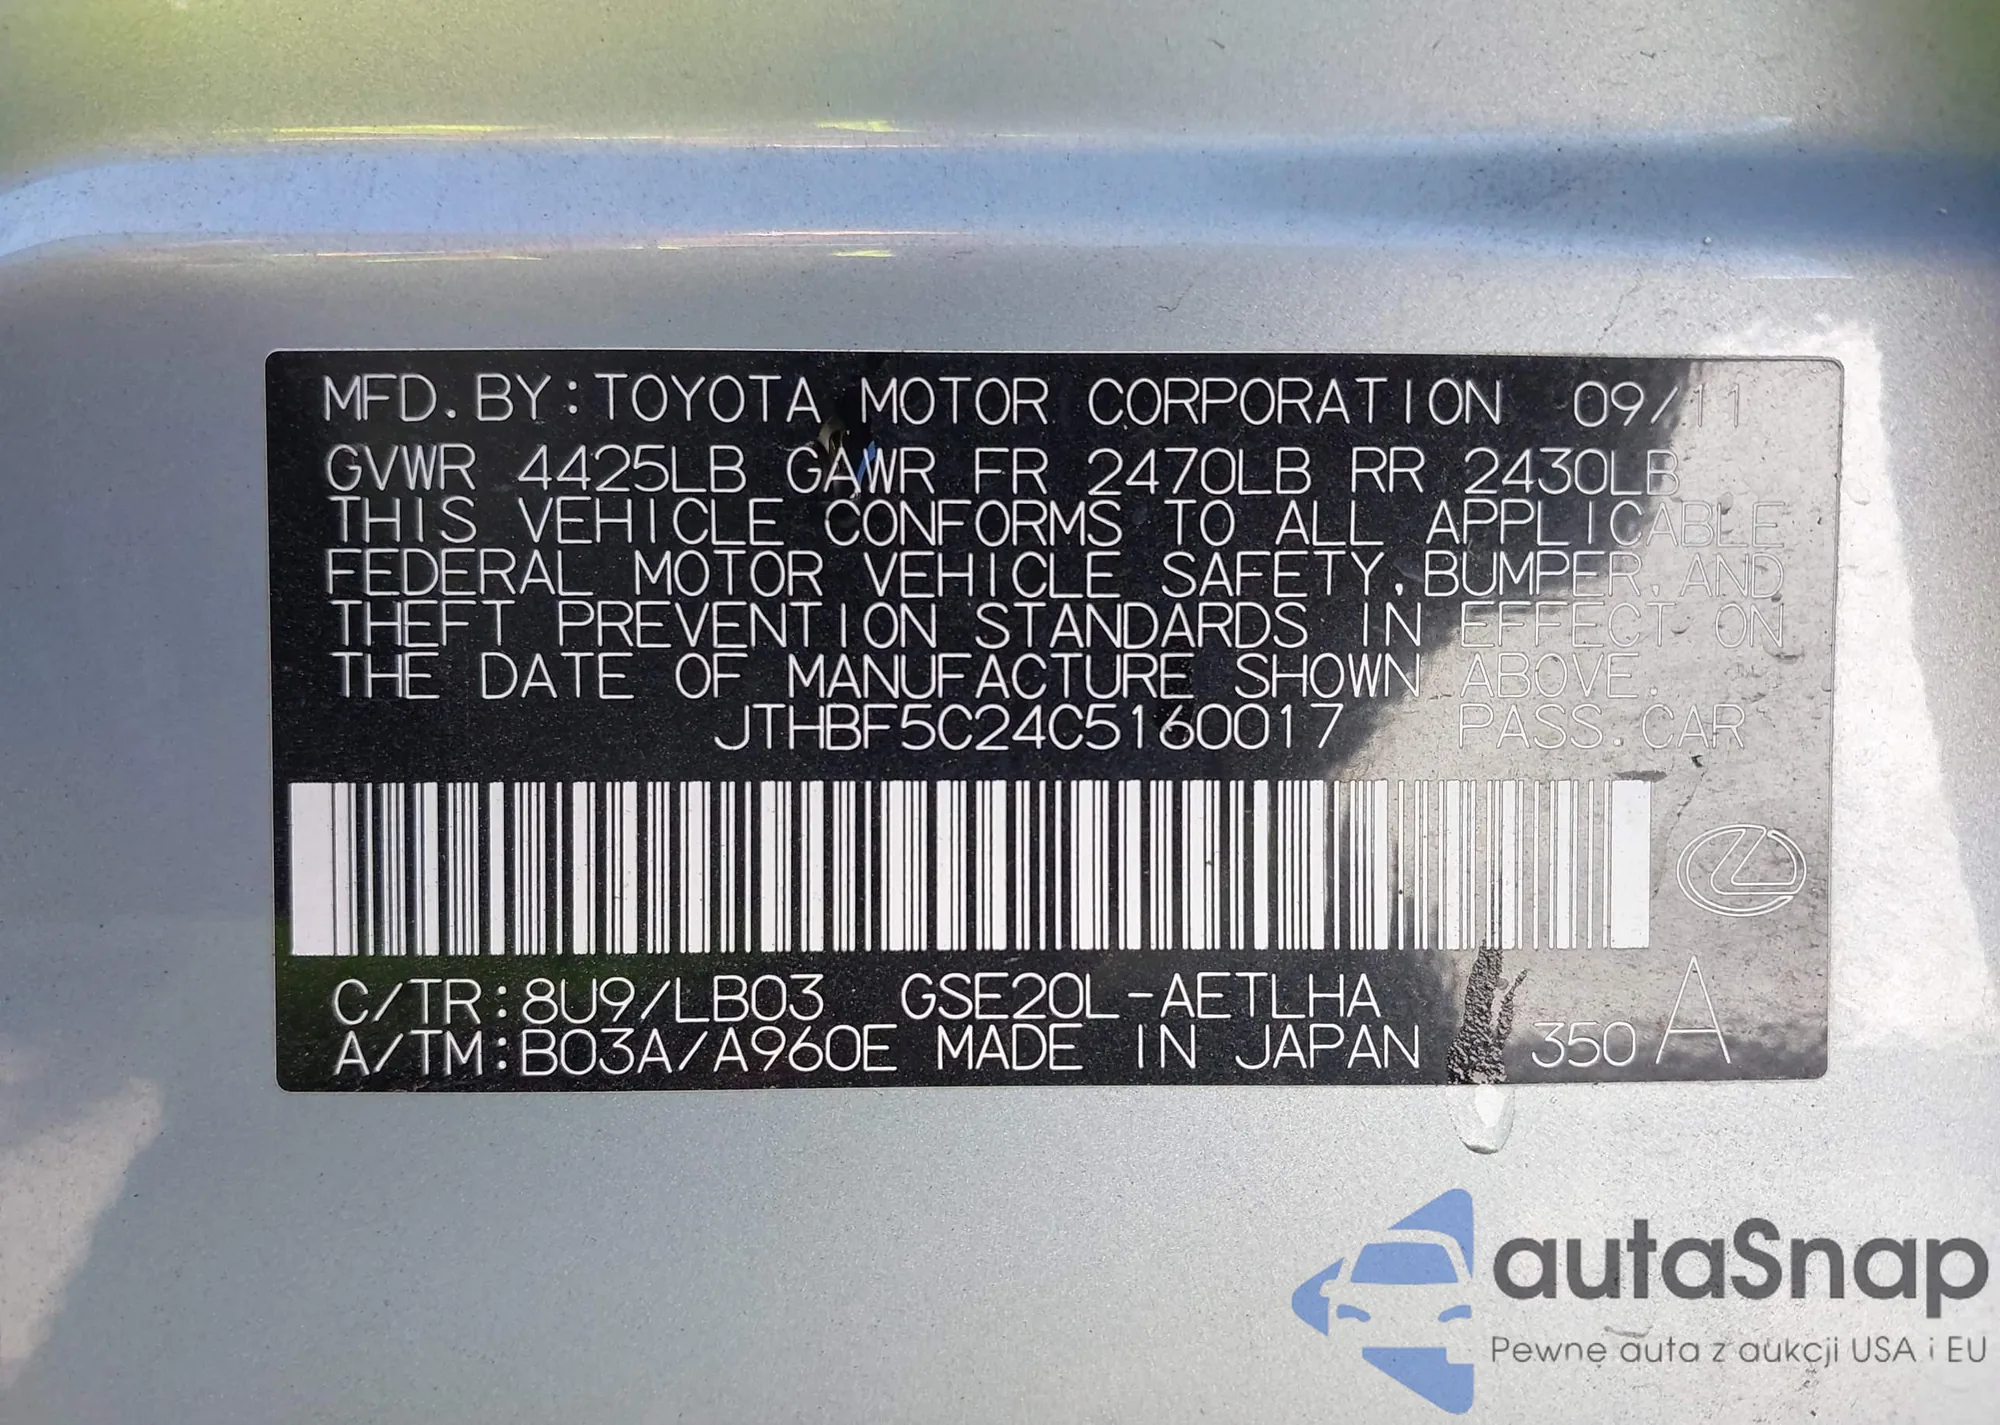 MFD. BY: TOYOTA MOTOR CORPORATION 09/11
GVWR 4425LB GAWR FR 2470LB RR 2430LB
THIS VEHICLE CONFORMS TO ALL APPLICABLE
FEDERAL MOTOR VEHICLE SAFETY, BUMPER, AND
THEFT PREVENTION STANDARDS IN EFFECT ON
THE DATE OF MANUFACTURE SHOWN ABOVE.
JTHBF5C24C5160017 PASS. CAR
C/TR:8U9/LB03 GSE20L-AETLHA
A/TM:B03A/A960E MADE IN JAPAN 350 A
autaSnap
Pewne auta z aukcji USA i EU